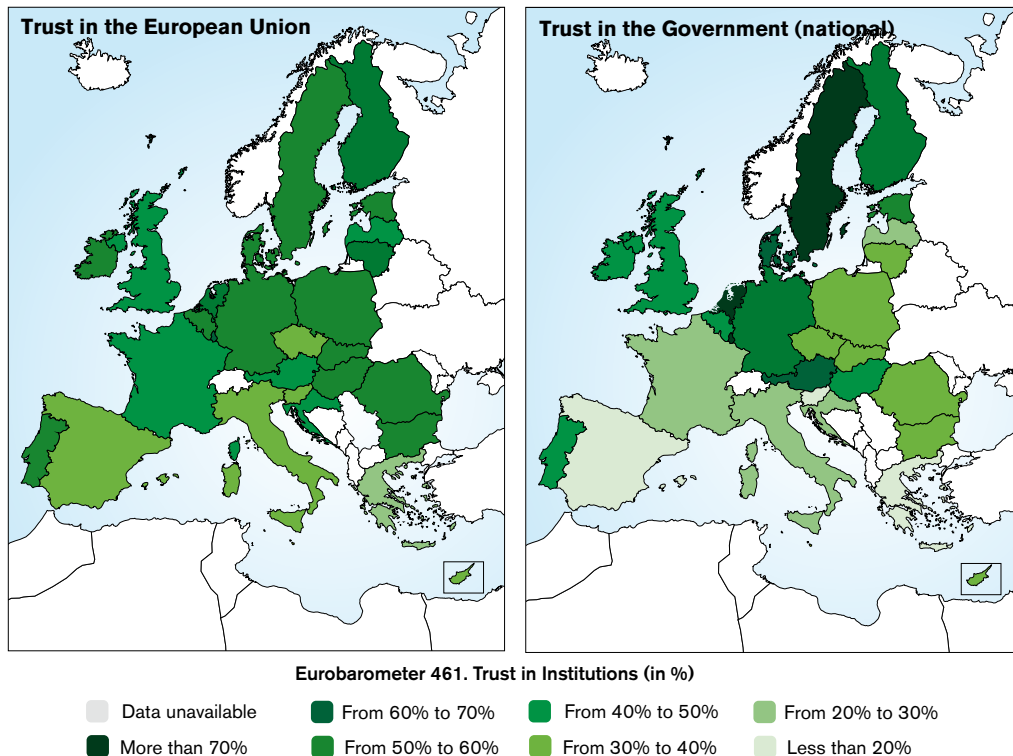 Trust in the European Union
Trust in the Government (national)
Eurobarometer 461. Trust in Institutions (in %)
Data unavailable
From 60% to 70%
From 40% to 50%
From 20% to 30%
More than 70%
From 50% to 60%
From 30% to 40%
Less than 20%